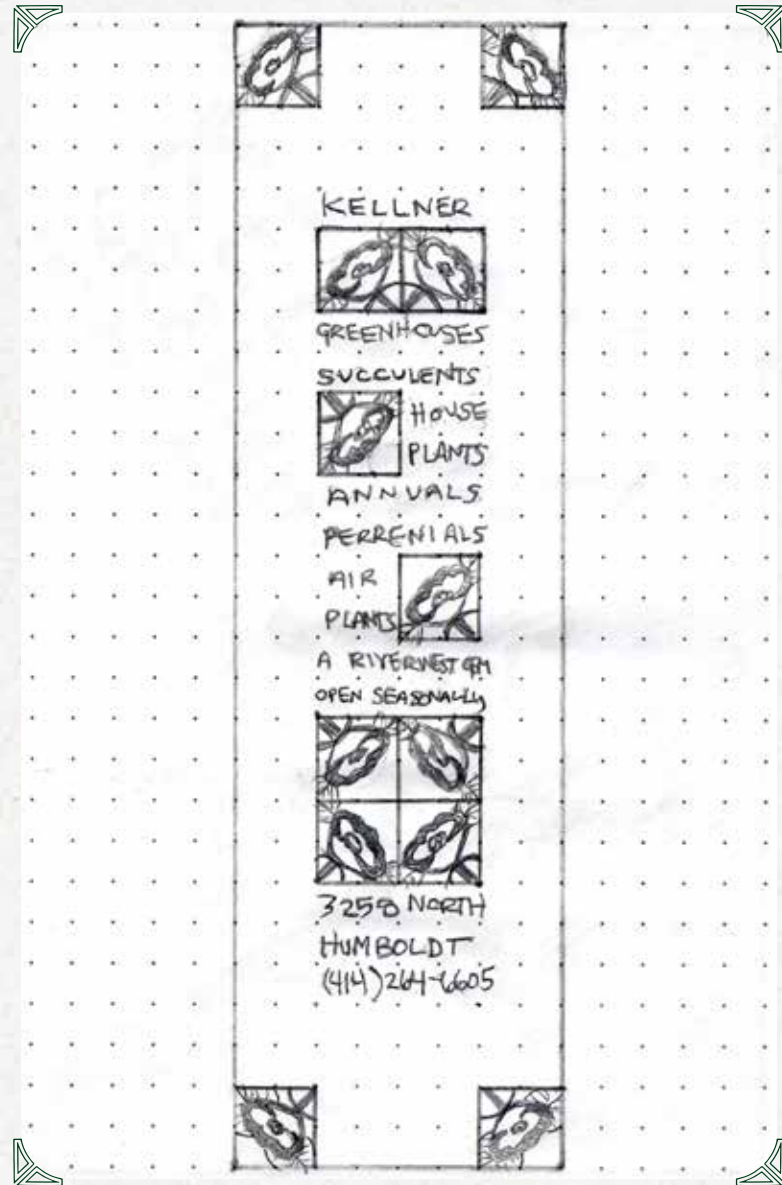 KELLNER
GREENHOUSES
SUCCULENTS
HOUSE
PLANTS
ANNUALS
PERRENIALS
AIR
PLANTS
A RIVERWEST GEM
OPEN SEASONALLY
3258 NORTH
HUMBOLDT
(414) 264-6605